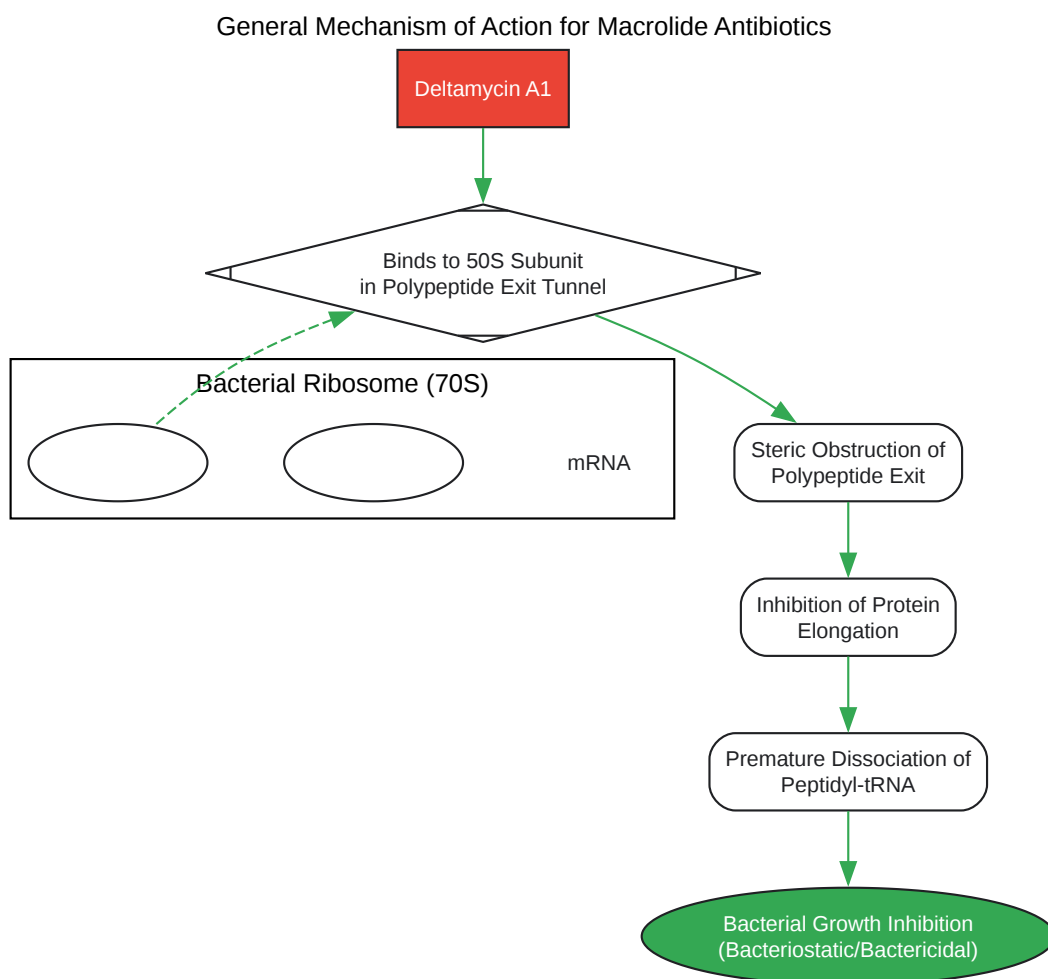 General Mechanism of Action for Macrolide Antibiotics
Deltamycin A1
Binds to 50S Subunit
in Polypeptide Exit Tunnel
Bacterial Ribosome (70S)
mRNA
Steric Obstruction of
Polypeptide Exit
Inhibition of Protein
Elongation
Premature Dissociation of
Peptidyl-tRNA
Bacterial Growth Inhibition
(Bacteriostatic/Bactericidal)